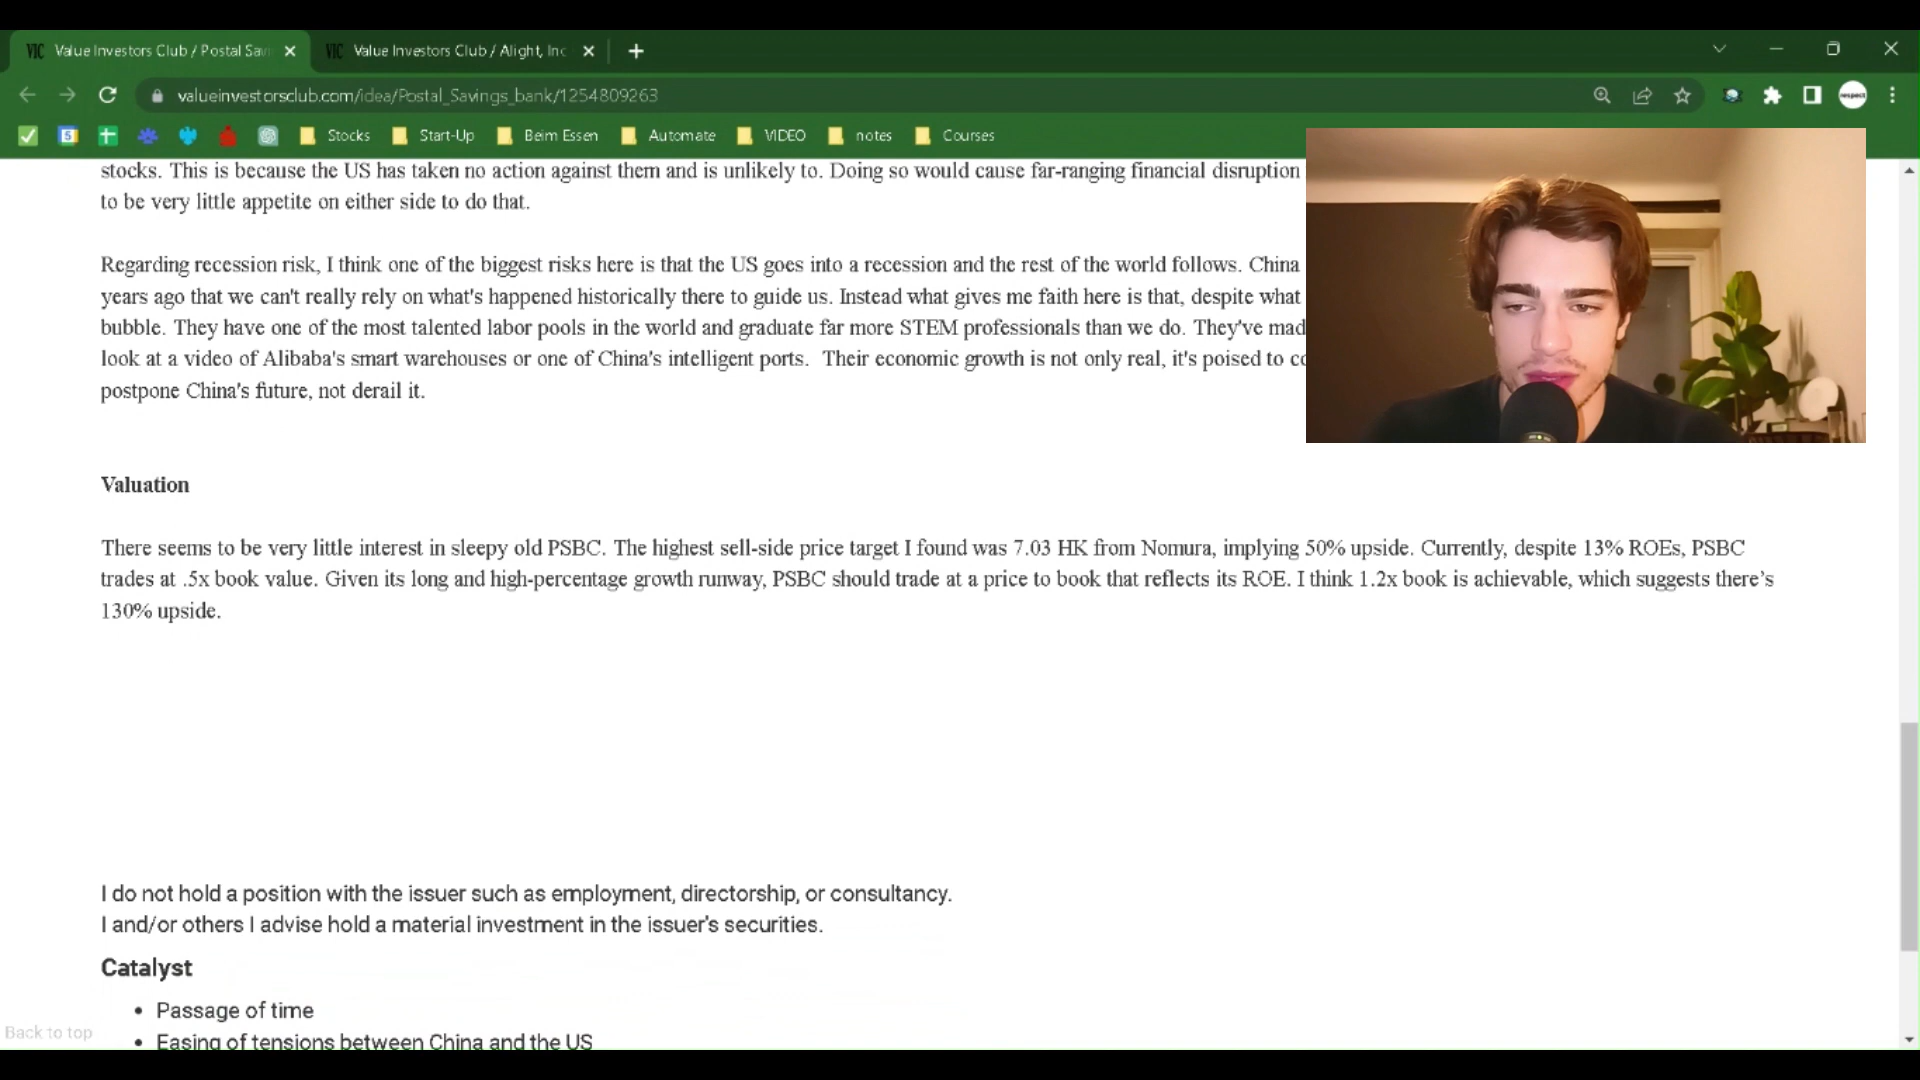 VIC Value Investors Club / Postal Savi
VIC Value Investors Club / Alight, Inc
valueinvestorsclub.com/idea/Postal_Savings_bank/1254809263
respect
5
Stocks
Start-Up
Beim Essen
Automate
VIDEO
notes
Courses
stocks. This is because the US has taken no action against them and is unlikely to. Doing so would cause far-ranging financial disruption
to be very little appetite on either side to do that.
Regarding recession risk, I think one of the biggest risks here is that the US goes into a recession and the rest of the world follows. China
years ago that we can't really rely on what's happened historically there to guide us. Instead what gives me faith here is that, despite what
bubble. They have one of the most talented labor pools in the world and graduate far more STEM professionals than we do. They've mad
look at a video of Alibaba's smart warehouses or one of China's intelligent ports. Their economic growth is not only real, it's poised to co
postpone China's future, not derail it.
Valuation
There seems to be very little interest in sleepy old PSBC. The highest sell-side price target I found was 7.03 HK from Nomura, implying 50% upside. Currently, despite 13% ROEs, PSBC
trades at .5x book value. Given its long and high-percentage growth runway, PSBC should trade at a price to book that reflects its ROE. I think 1.2x book is achievable, which suggests there’s
130% upside.
I do not hold a position with the issuer such as employment, directorship, or consultancy.
I and/or others I advise hold a material investment in the issuer's securities.
Catalyst
• Passage of time
Back to top
• Easing of tensions between China and the US